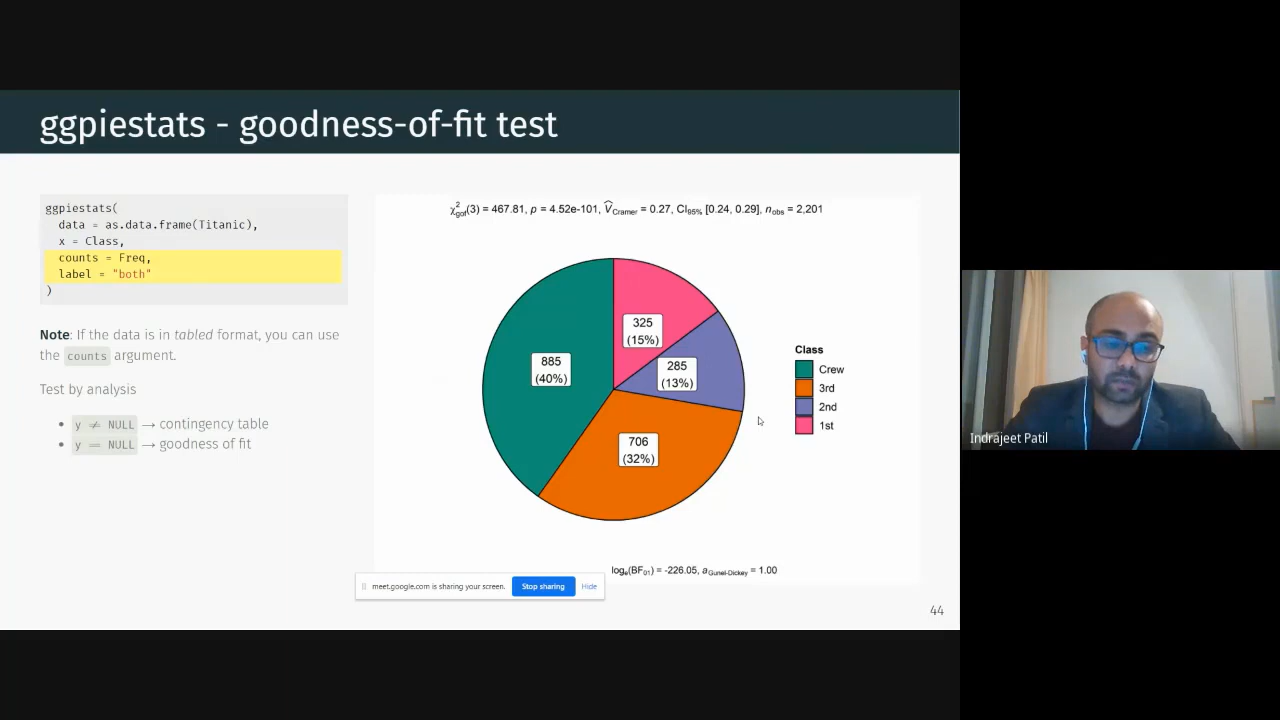 ggpiestats - goodness-of-fit test
ggpiestats(
data = as.data.frame(Titanic),
x = Class,
counts = Freq,
label = "both"
)
Note: If the data is in tabled format, you can use
the counts argument.
Test by analysis
• y ≠ NULL → contingency table
• y = NULL → goodness of fit
χ²gof(3) = 467.81, p = 4.52e-101, V̂Cramer = 0.27, CI95% [0.24, 0.29], nobs = 2,201
325
(15%)
285
(13%)
885
(40%)
706
(32%)
Class
Crew
3rd
2nd
1st
loge(BF01) = -226.05, aGunel-Dickey = 1.00
meet.google.com is sharing your screen. Stop sharing Hide
44
Indrajeet Patil